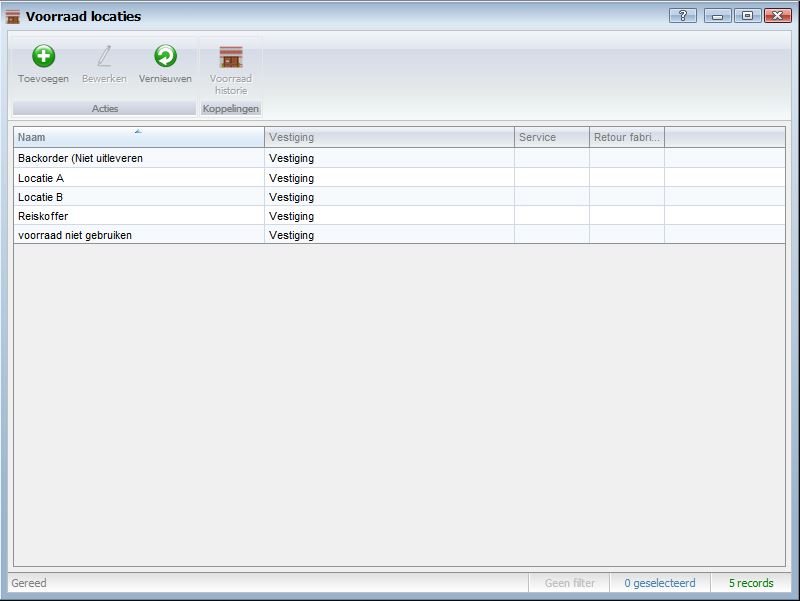 Voorraad locaties
Toevoegen Bewerken Vernieuwen Voorraad historie
Acties Koppelingen
Naam Vestiging Service Retour fabri...
Backorder (Niet uitleveren Vestiging
Locatie A Vestiging
Locatie B Vestiging
Reiskoffer Vestiging
voorraad niet gebruiken Vestiging
Gereed Geen filter 0 geselecteerd 5 records